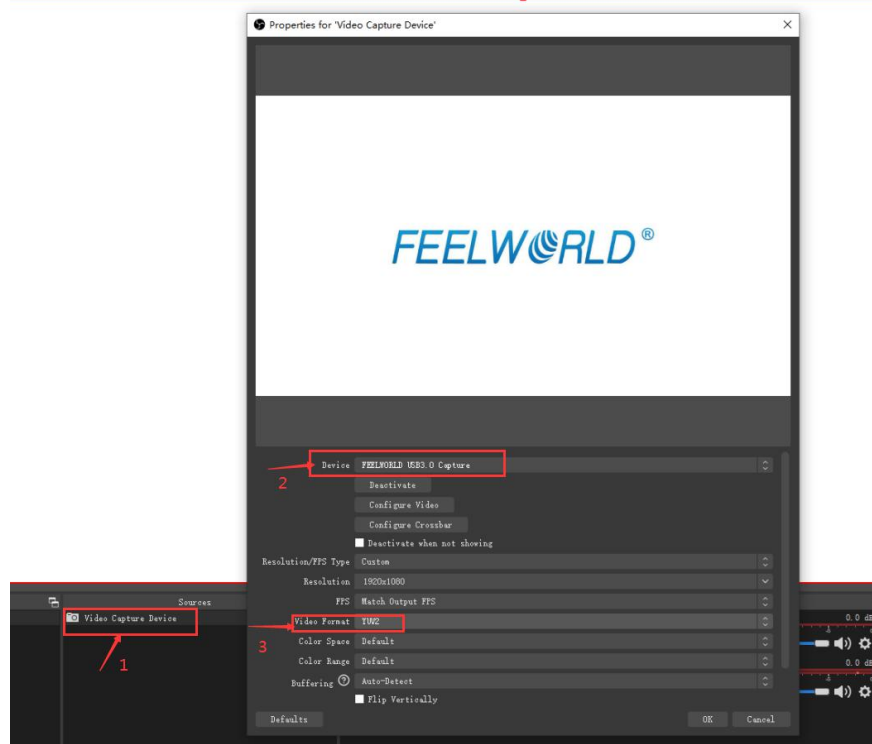 Properties for 'Video Capture Device'
FEELWORLD®
Device FEELWORLD USB3.0 Capture
2
Deactivate
Configure Video
Configure Crossbar
Deactivate when not showing
Resolution/FPS Type Custom
Resolution 1920x1080
Sources
FPS Match Output FPS
Video Capture Device
Video Format YUV2
0.0 dB
3
Color Space Default
1
Color Range Default
0.0 dB
Buffering ? Auto-Detect
Flip Vertically
Defaults
OK Cancel